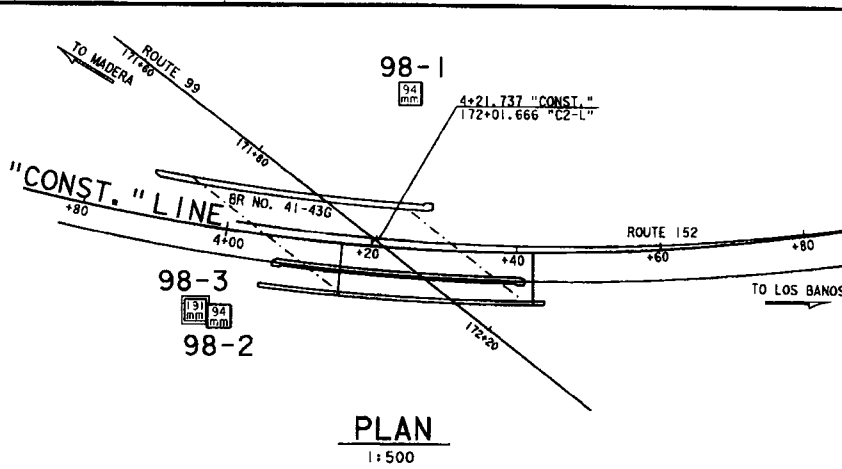 TO MADERA
171+60
ROUTE 99
98-1
94
mm
4+21.737 "CONST."
172+01.666 "C2-L"
171+80
"CONST." LINE
+80
BR NO. 41-43G
4+00
+20
+40
ROUTE 152
+60
+80
98-3
191
mm
94
mm
98-2
172+20
TO LOS BANOS
PLAN
1:500